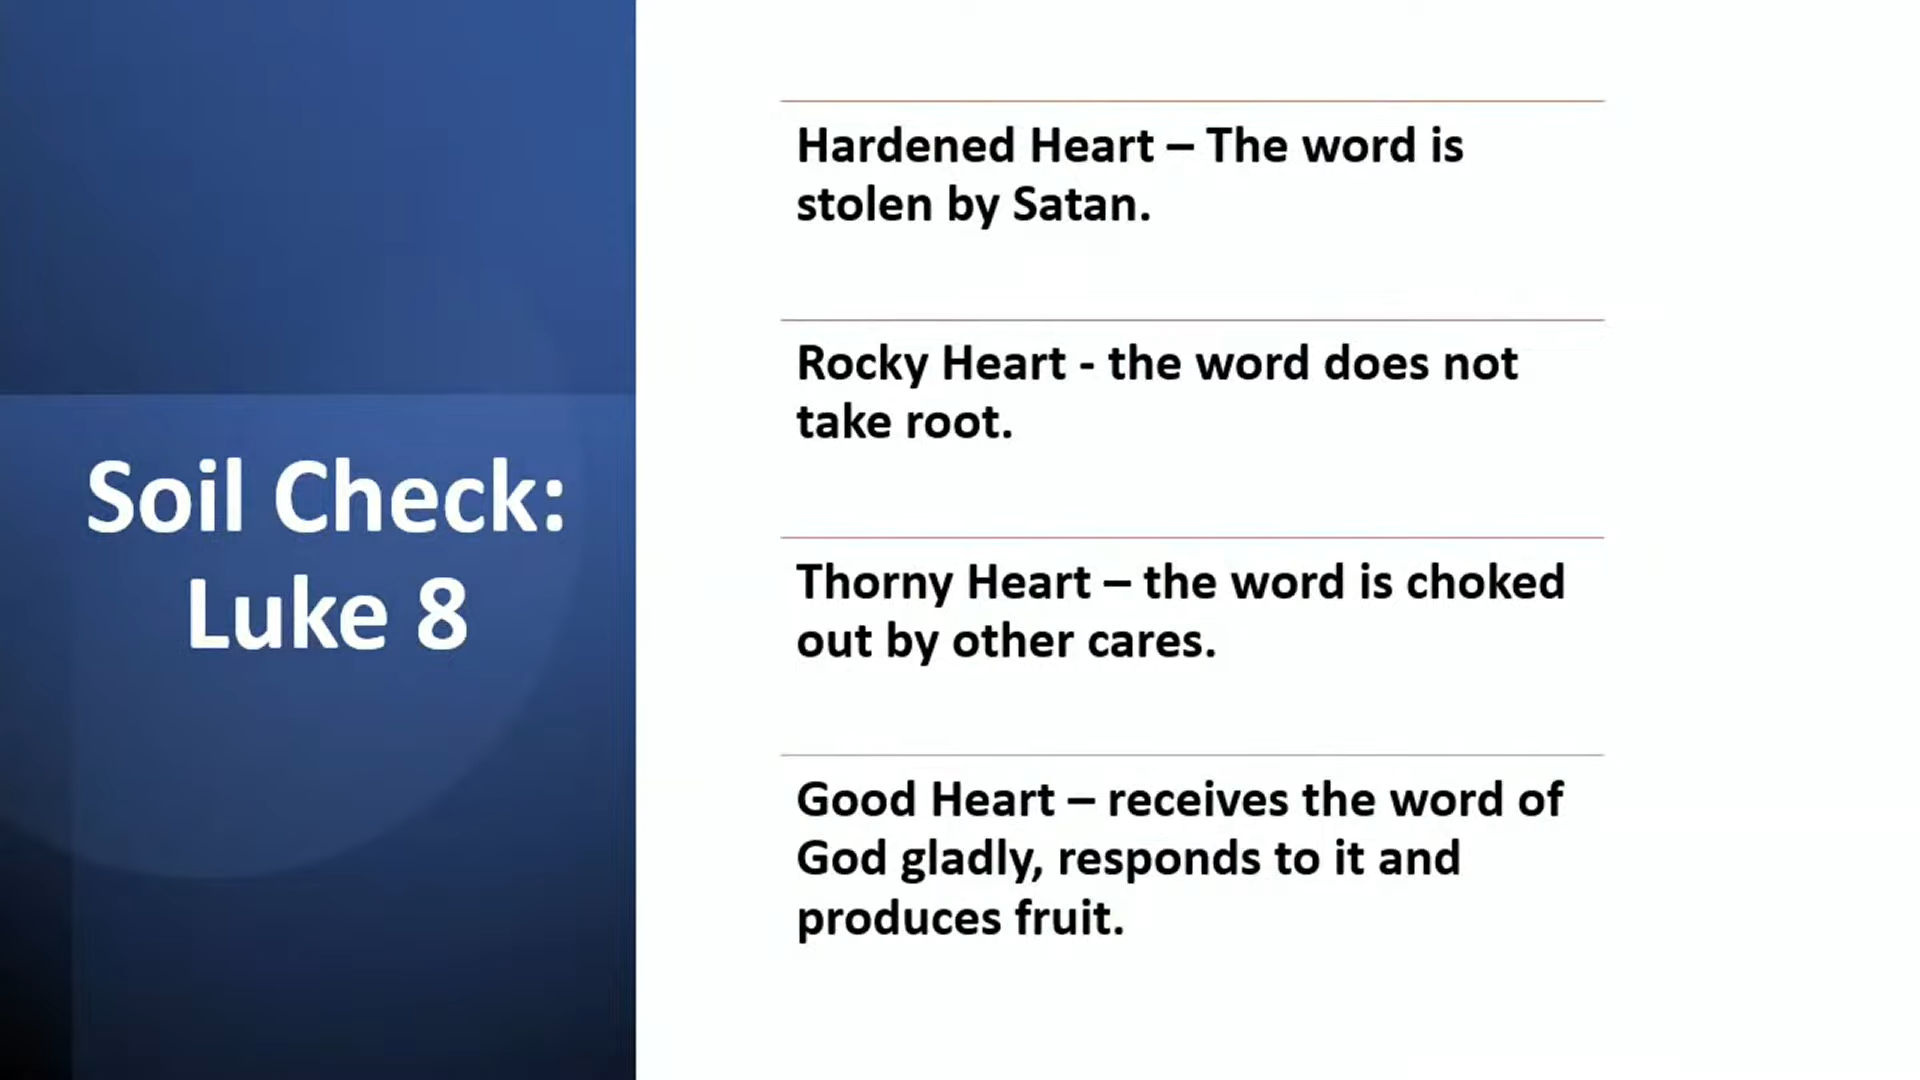 Soil Check:
Luke 8
Hardened Heart – The word is
stolen by Satan.
Rocky Heart - the word does not
take root.
Thorny Heart – the word is choked
out by other cares.
Good Heart – receives the word of
God gladly, responds to it and
produces fruit.